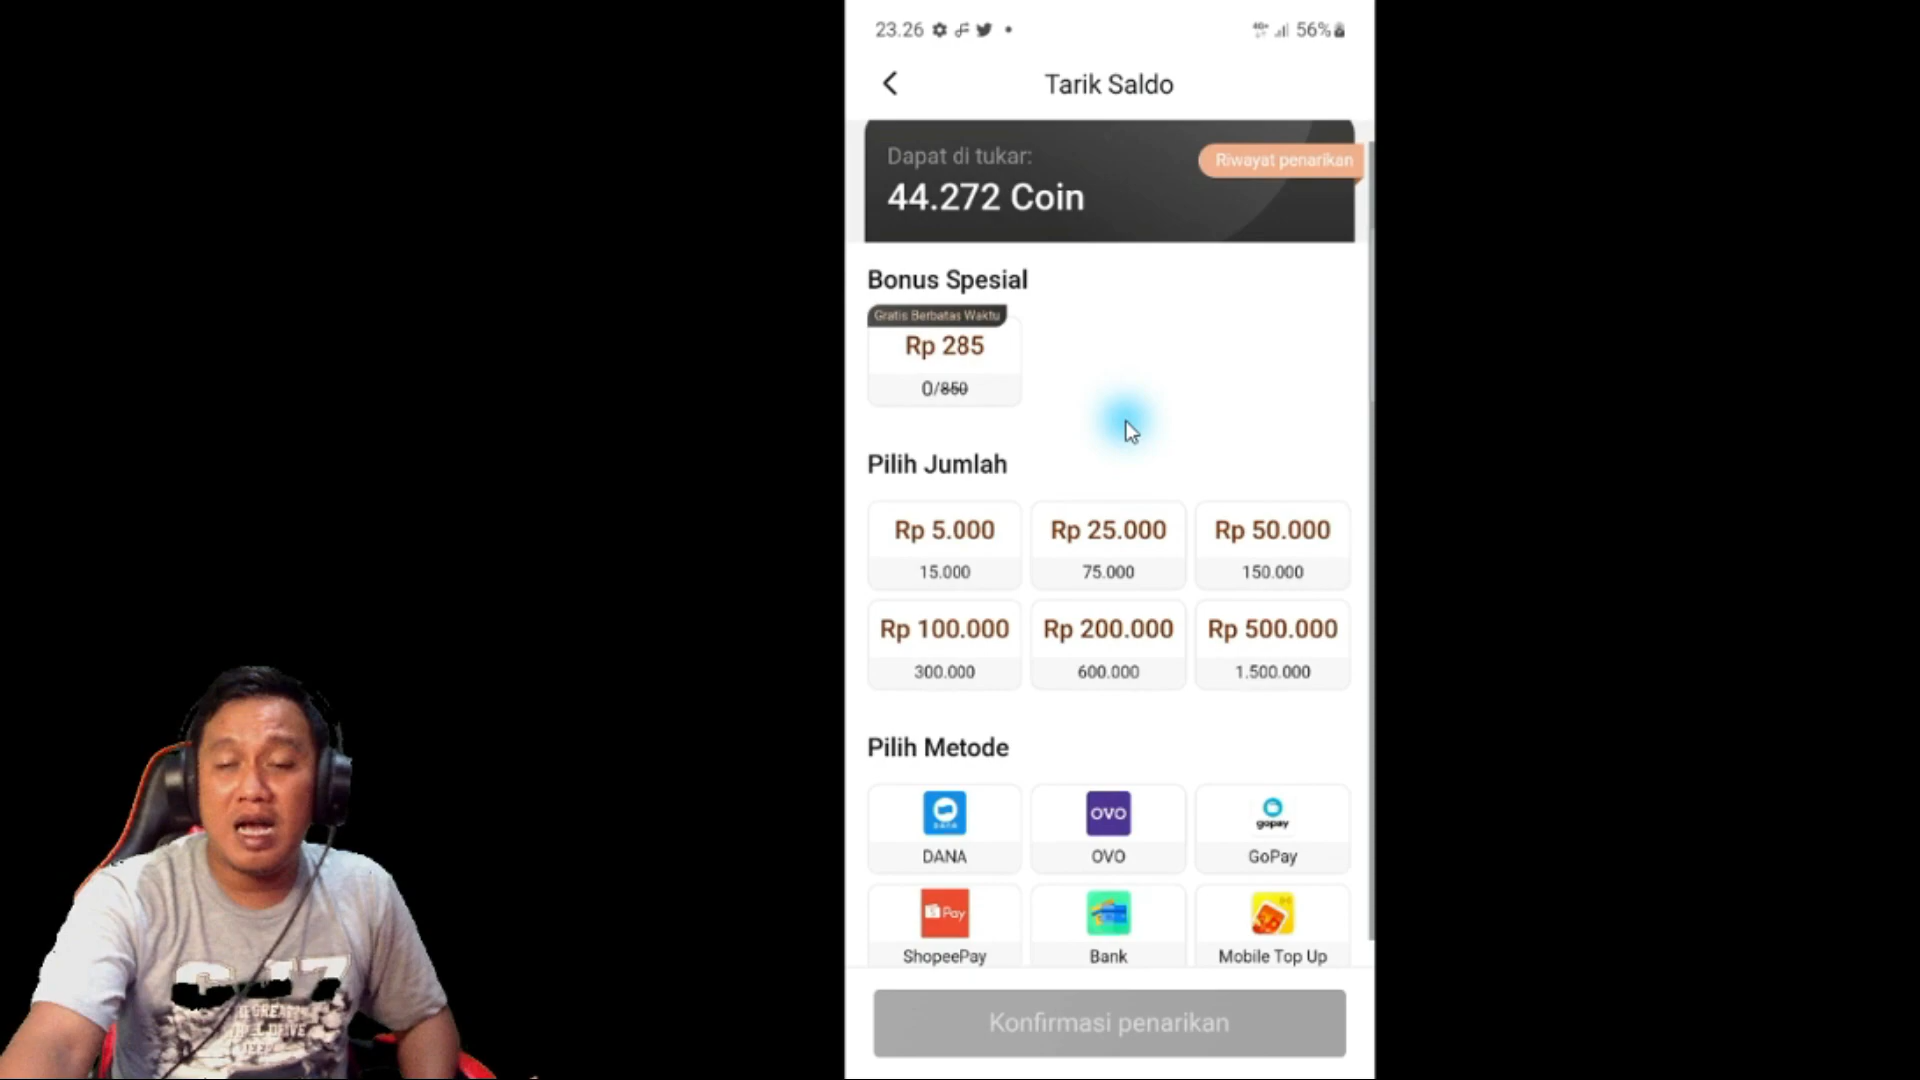 23.26
56%
Tarik Saldo
Dapat di tukar:
Riwayat penarikan
44.272 Coin
Bonus Spesial
Gratis Berbatas Waktu
Rp 285
0/850
Pilih Jumlah
Rp 5.000 Rp 25.000 Rp 50.000
15.000 75.000 150.000
Rp 100.000 Rp 200.000 Rp 500.000
300.000 600.000 1.500.000
Pilih Metode
DANA OVO gopay
DANA OVO GoPay
Pay
ShopeePay Bank Mobile Top Up
Konfirmasi penarikan